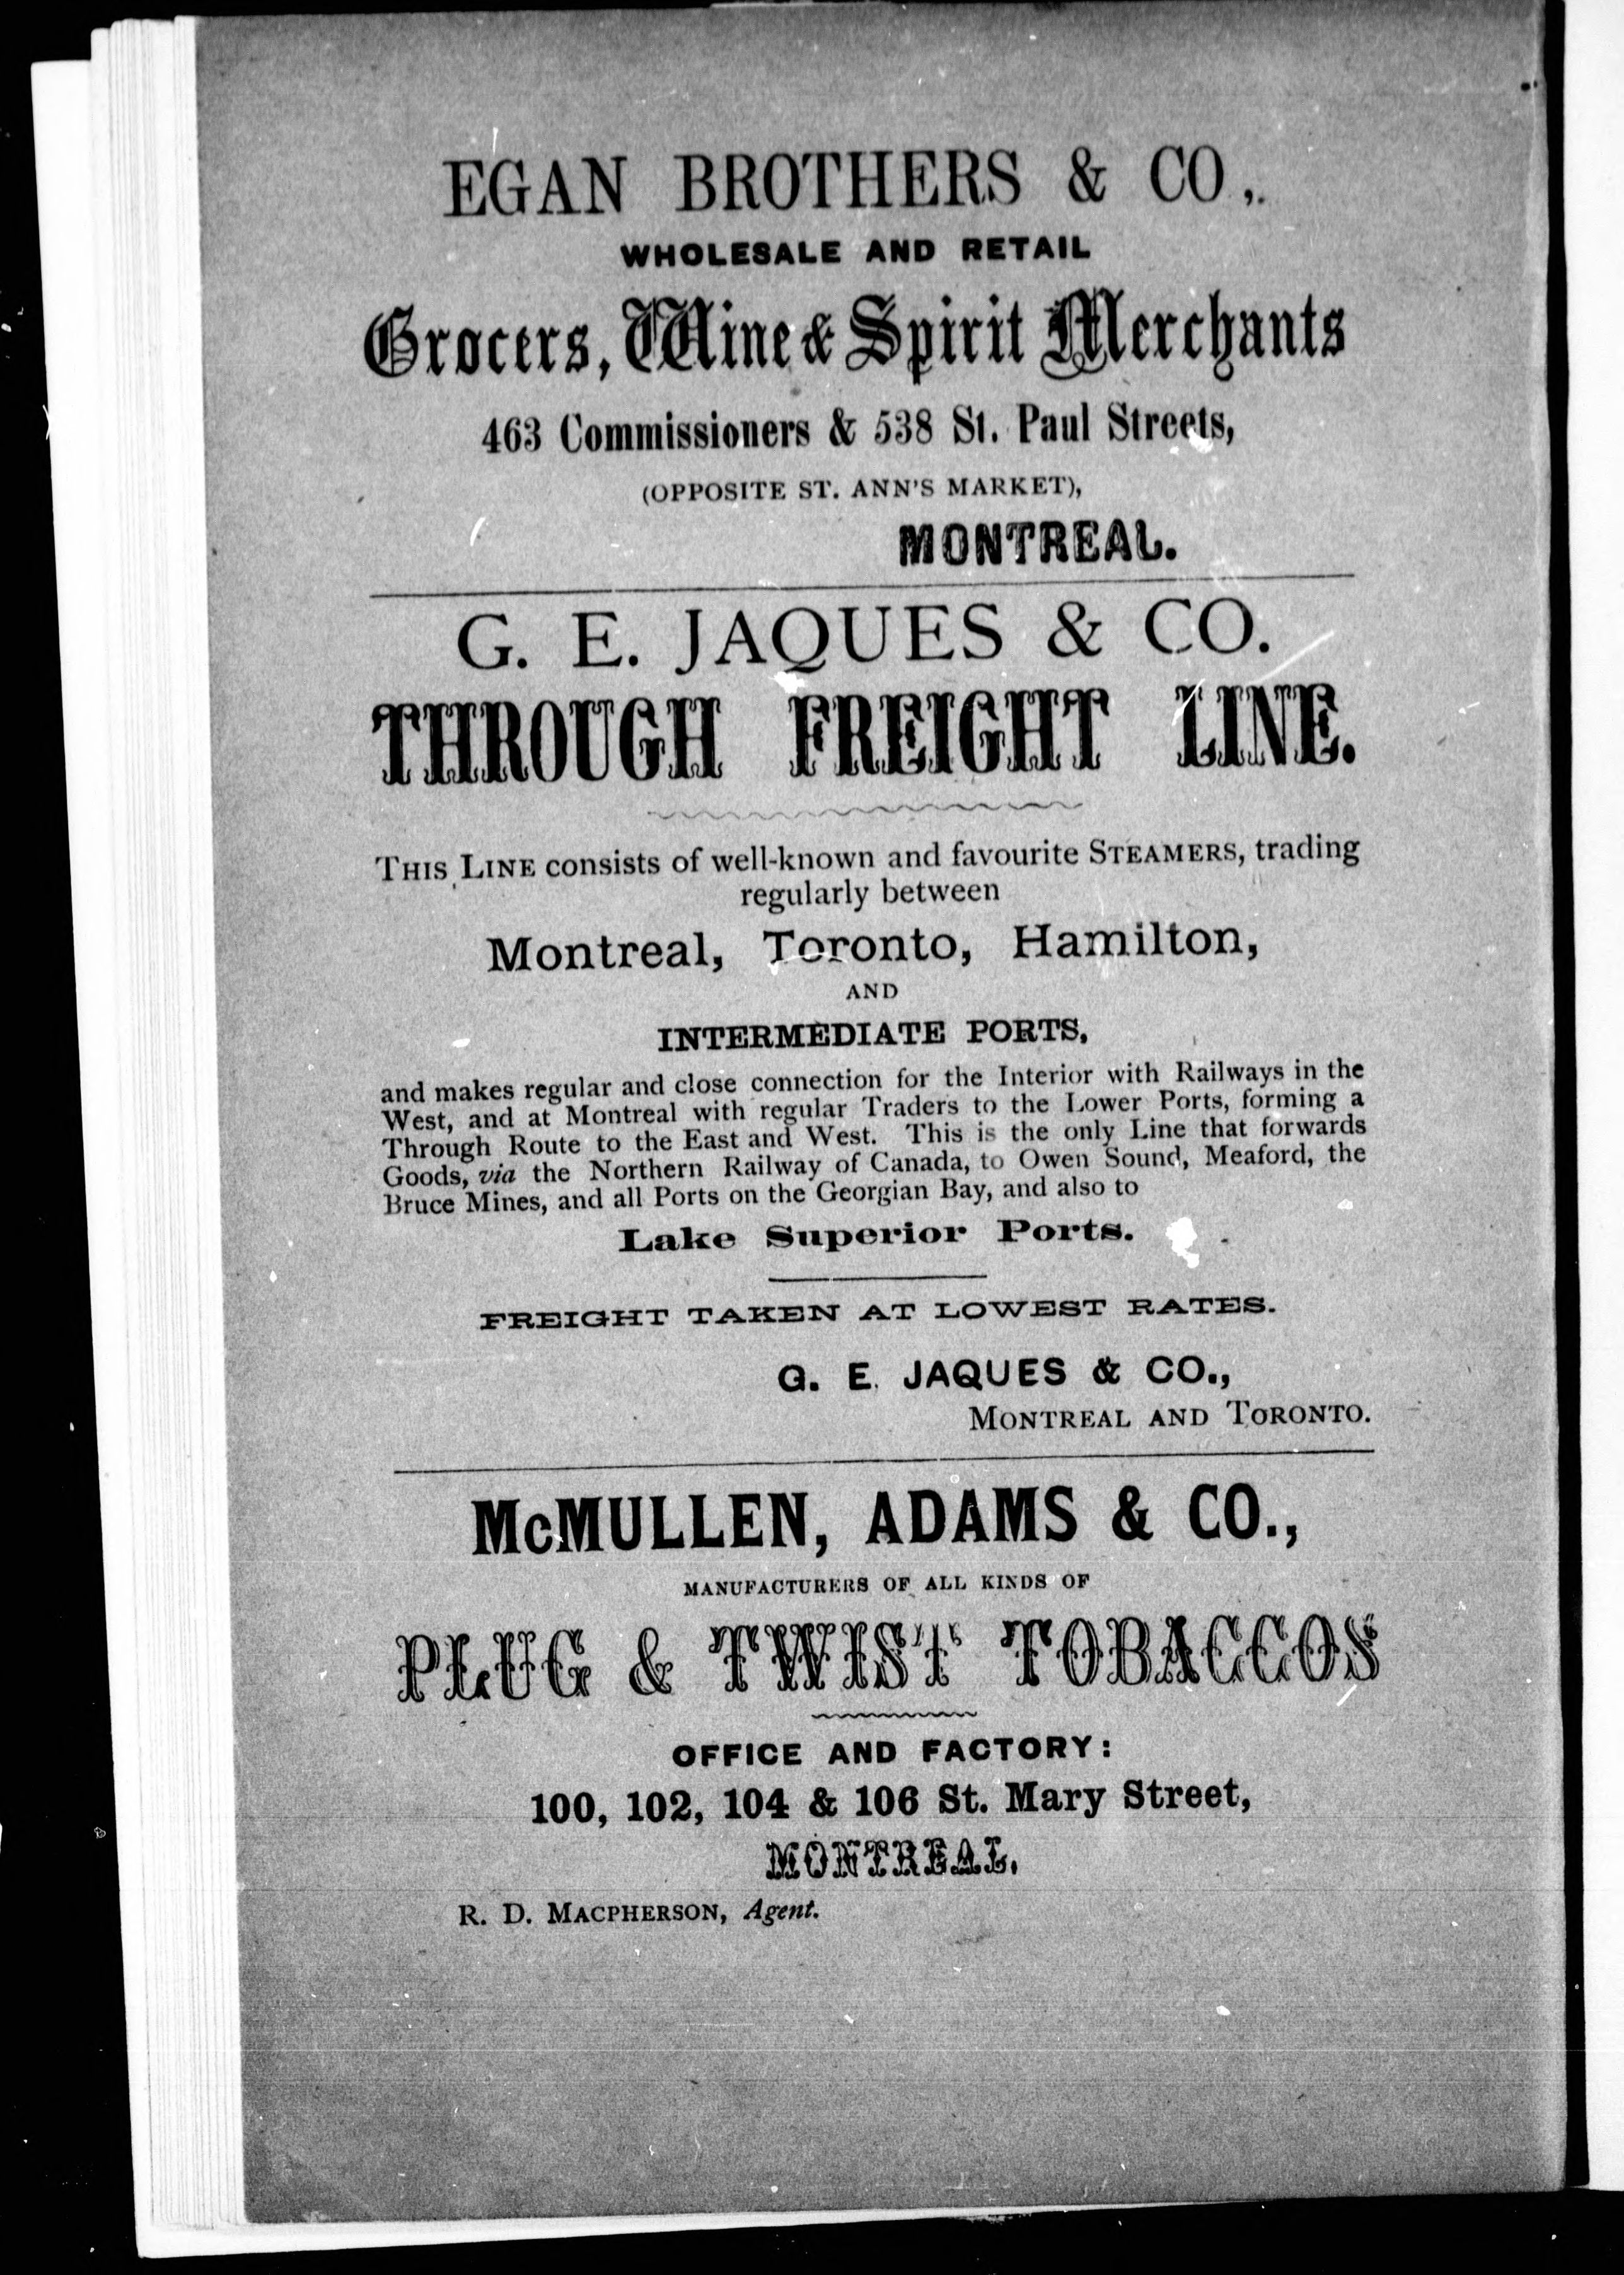 EGAN BROTHERS & CO.,
WHOLESALE AND RETAIL
Grocers, Wine & Spirit Merchants
463 Commissioners & 538 St. Paul Streets,
(OPPOSITE ST. ANN'S MARKET),
MONTREAL.
G. E. JAQUES & CO.
THROUGH FREIGHT LINE.
THIS LINE consists of well-known and favourite STEAMERS, trading
regularly between
Montreal, Toronto, Hamilton,
AND
INTERMEDIATE PORTS,
and makes regular and close connection for the Interior with Railways in the
West, and at Montreal with regular Traders to the Lower Ports, forming a
Through Route to the East and West. This is the only Line that forwards
Goods, via the Northern Railway of Canada, to Owen Sound, Meaford, the
Bruce Mines, and all Ports on the Georgian Bay, and also to
Lake Superior Ports.
FREIGHT TAKEN AT LOWEST RATES.
G. E. JAQUES & CO.,
MONTREAL AND TORONTO.
McMULLEN, ADAMS & CO.,
MANUFACTURERS OF ALL KINDS OF
PLUG & TWIST TOBACCOS
OFFICE AND FACTORY:
100, 102, 104 & 106 St. Mary Street,
MONTREAL.
R. D. MACPHERSON, Agent.